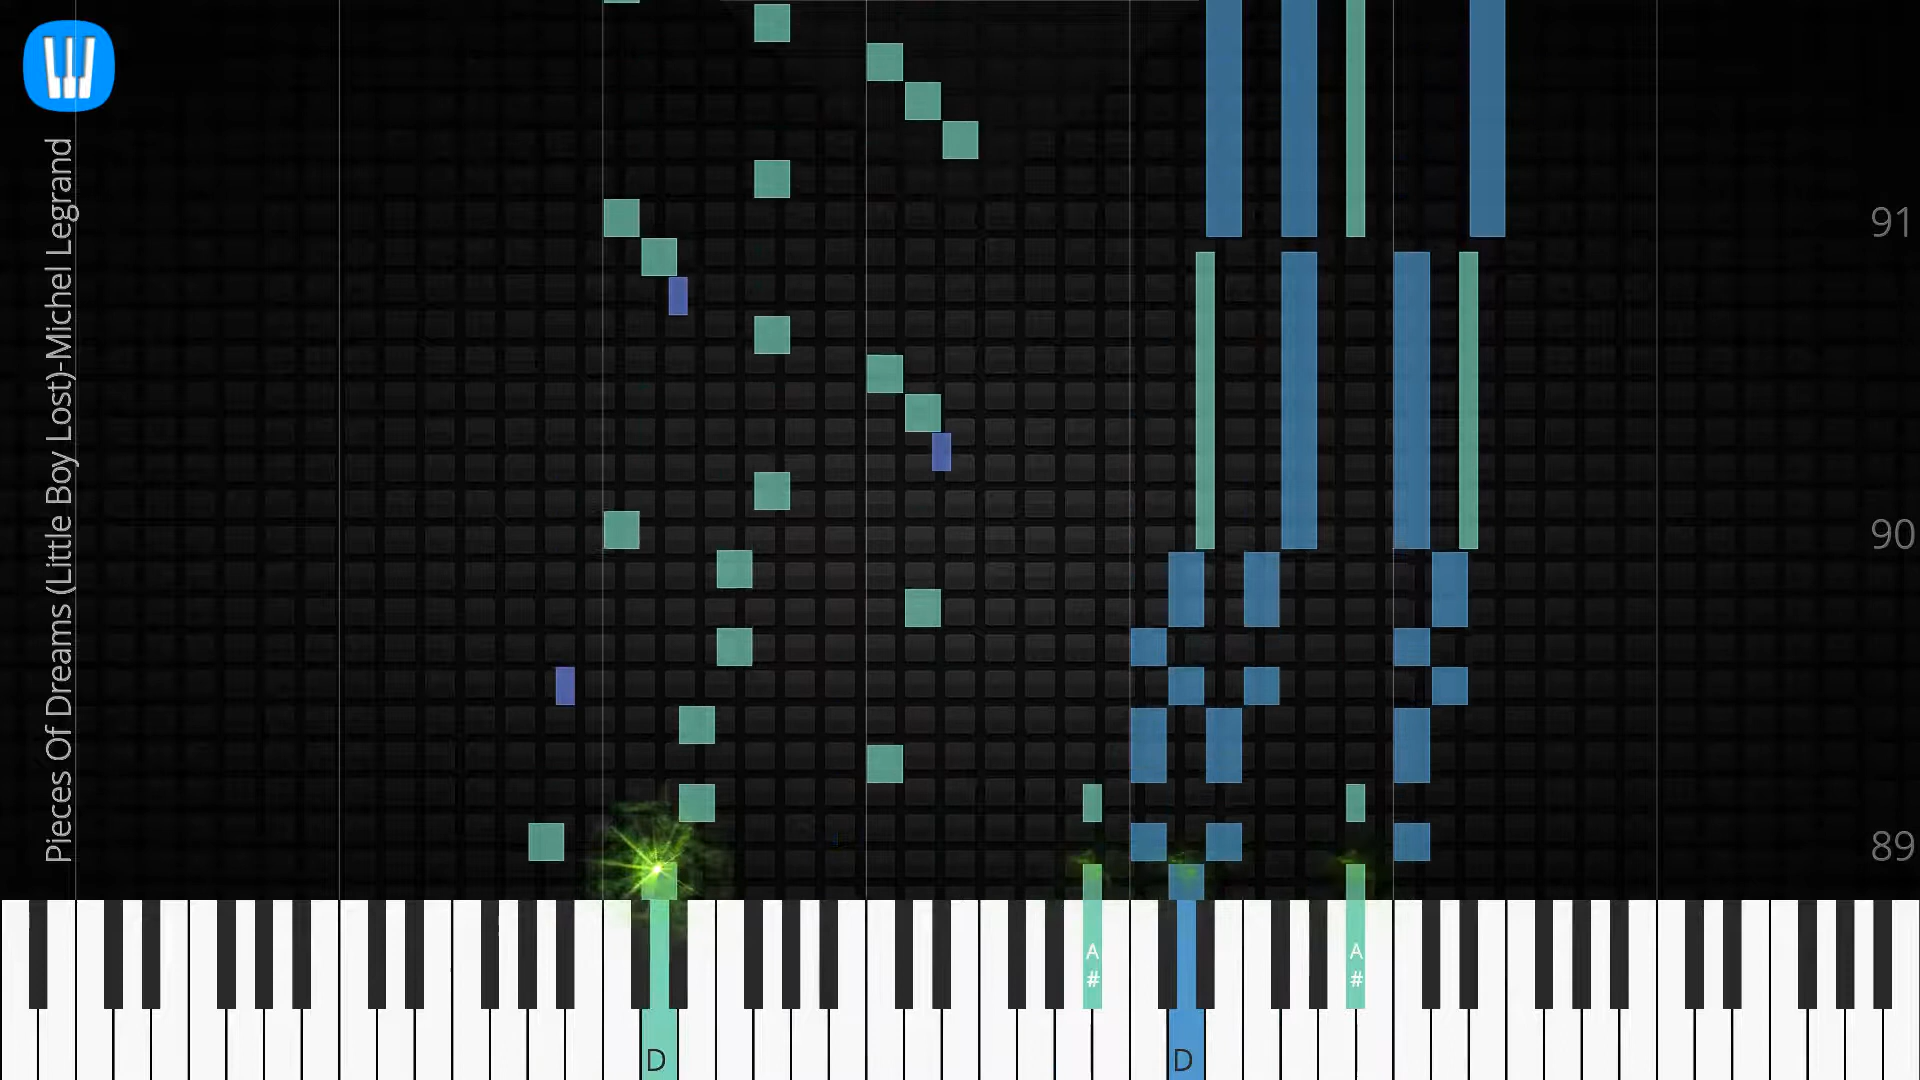 Pieces Of Dreams (Little Boy Lost)-Michel Legrand
91
90
89
A
#
A
#
D
D